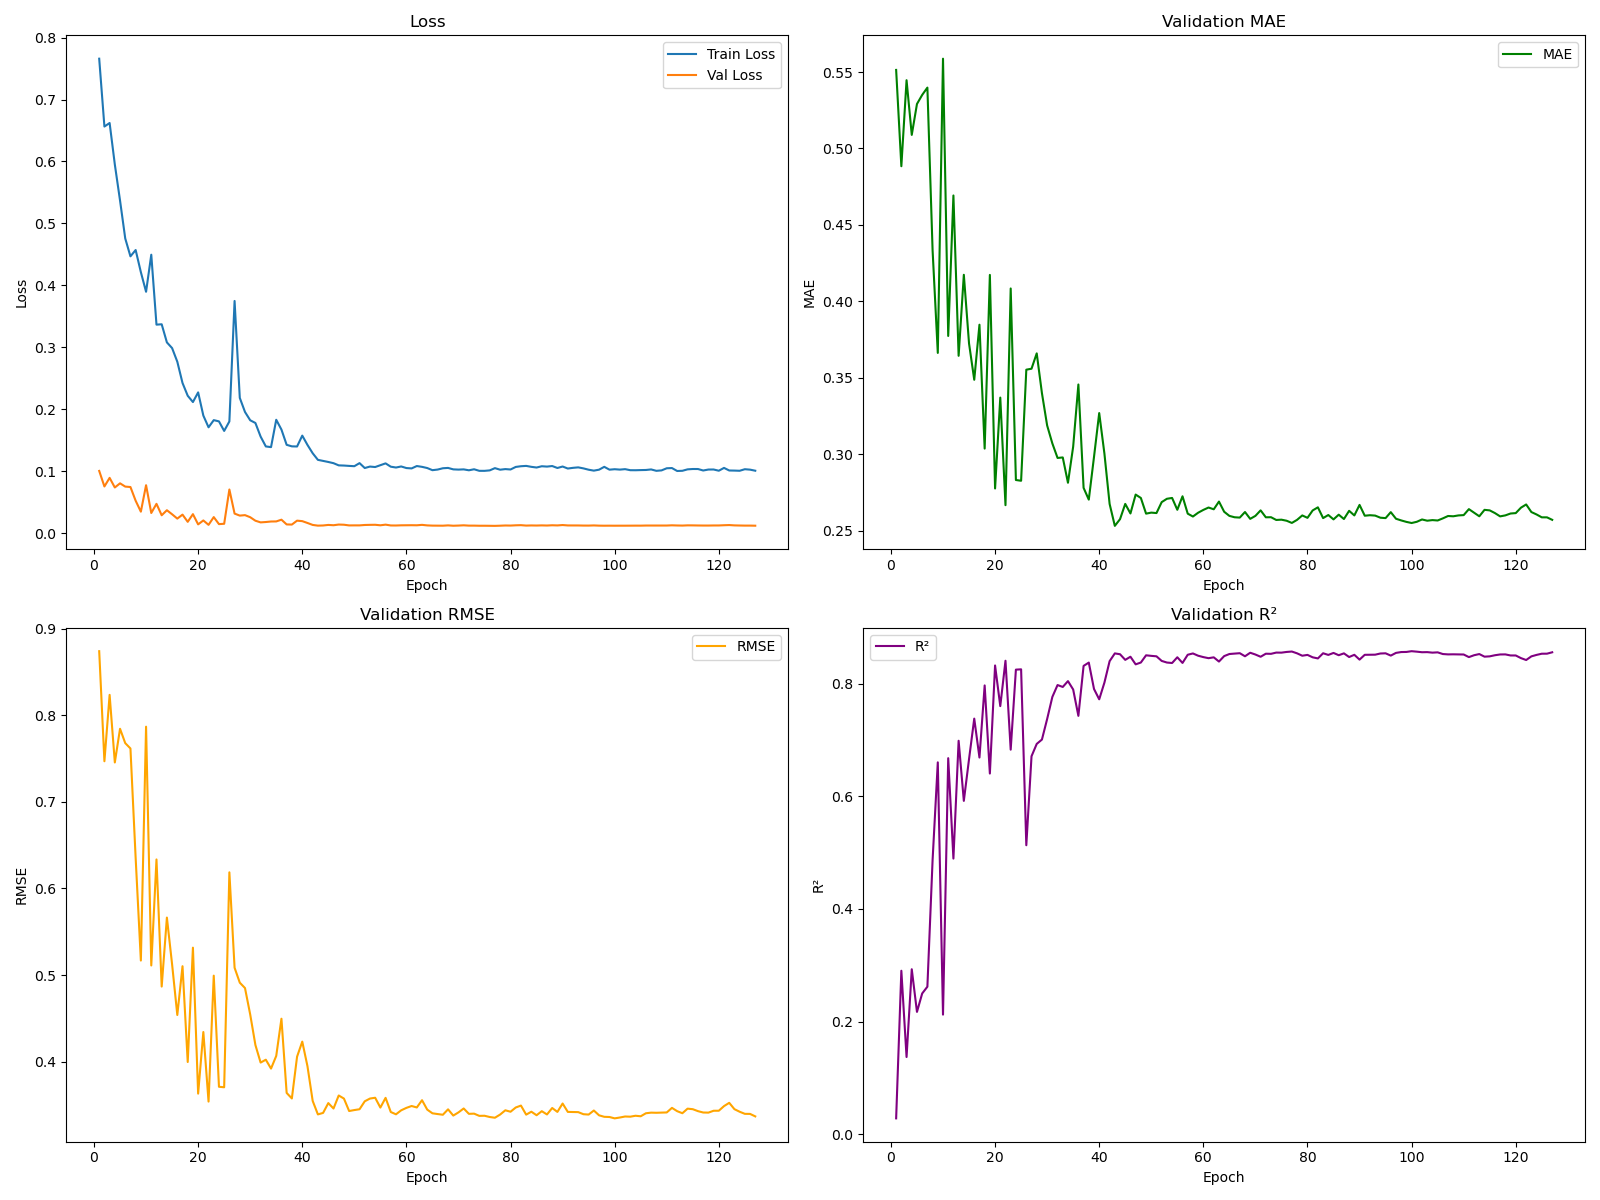 Loss
0.8
0.7
0.6
0.5
0.4
0.3
0.2
0.1
0.0
Loss
Train Loss
Val Loss
0 20 40 60 80 100 120
Epoch
Validation MAE
0.55
0.50
0.45
0.40
0.35
0.30
0.25
MAE
MAE
0 20 40 60 80 100 120
Epoch
Validation RMSE
0.9
0.8
0.7
0.6
0.5
0.4
RMSE
RMSE
0 20 40 60 80 100 120
Epoch
Validation R²
0.8
0.6
0.4
0.2
0.0
R²
R²
0 20 40 60 80 100 120
Epoch